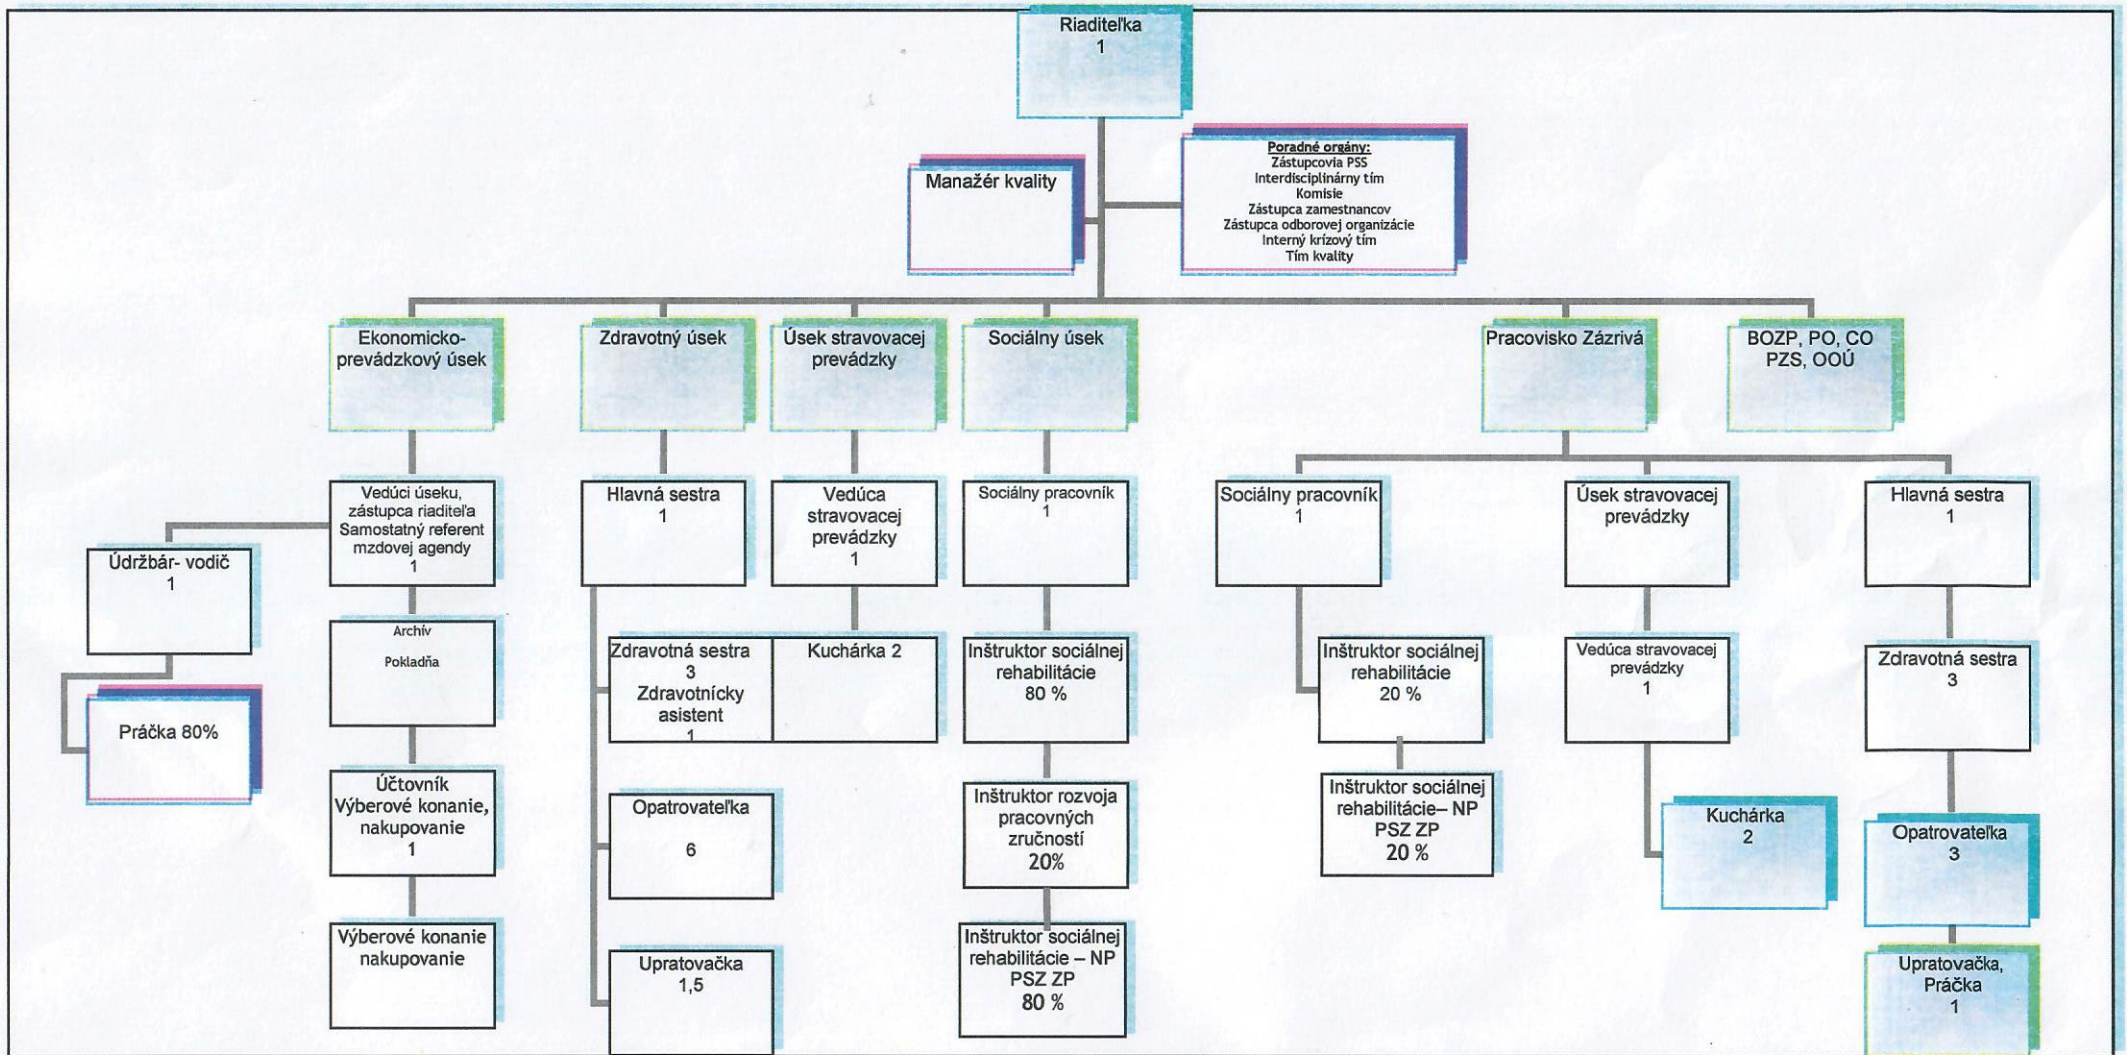 Riaditeľka
1
Manažér kvality
Poradné orgány:
Zástupcovia PSS
Interdisciplinárny tím
Komisie
Zástupca zamestnancov
Zástupca odborovej organizácie
Interný krízový tím
Tím kvality
Ekonomicko-
prevádzkový úsek
Zdravotný úsek
Úsek stravovacej
prevádzky
Sociálny úsek
Pracovisko Zázrivá
BOZP, PO, CO
PZS, OOÚ
Vedúci úseku,
zástupca riaditeľa
Samostatný referent
mzdovej agendy
1
Údržbár- vodič
1
Práčka 80%
Archív
Pokladňa
Účtovník
Výberové konanie,
nakupovanie
1
Výberové konanie
nakupovanie
Hlavná sestra
1
Zdravotná sestra
3
Zdravotnícky
asistent
1
Opatrovateľka
6
Upratovačka
1,5
Vedúca
stravovacej
prevádzky
1
Kuchárka 2
Sociálny pracovník
1
Inštruktor sociálnej
rehabilitácie
80 %
Inštruktor rozvoja
pracovných
zručností
20%
Inštruktor sociálnej
rehabilitácie – NP
PSZ ZP
80 %
Sociálny pracovník
1
Inštruktor sociálnej
rehabilitácie
20 %
Inštruktor sociálnej
rehabilitácie– NP
PSZ ZP
20 %
Úsek stravovacej
prevádzky
Vedúca stravovacej
prevádzky
1
Kuchárka
2
Hlavná sestra
1
Zdravotná sestra
3
Opatrovateľka
3
Upratovačka,
Práčka
1